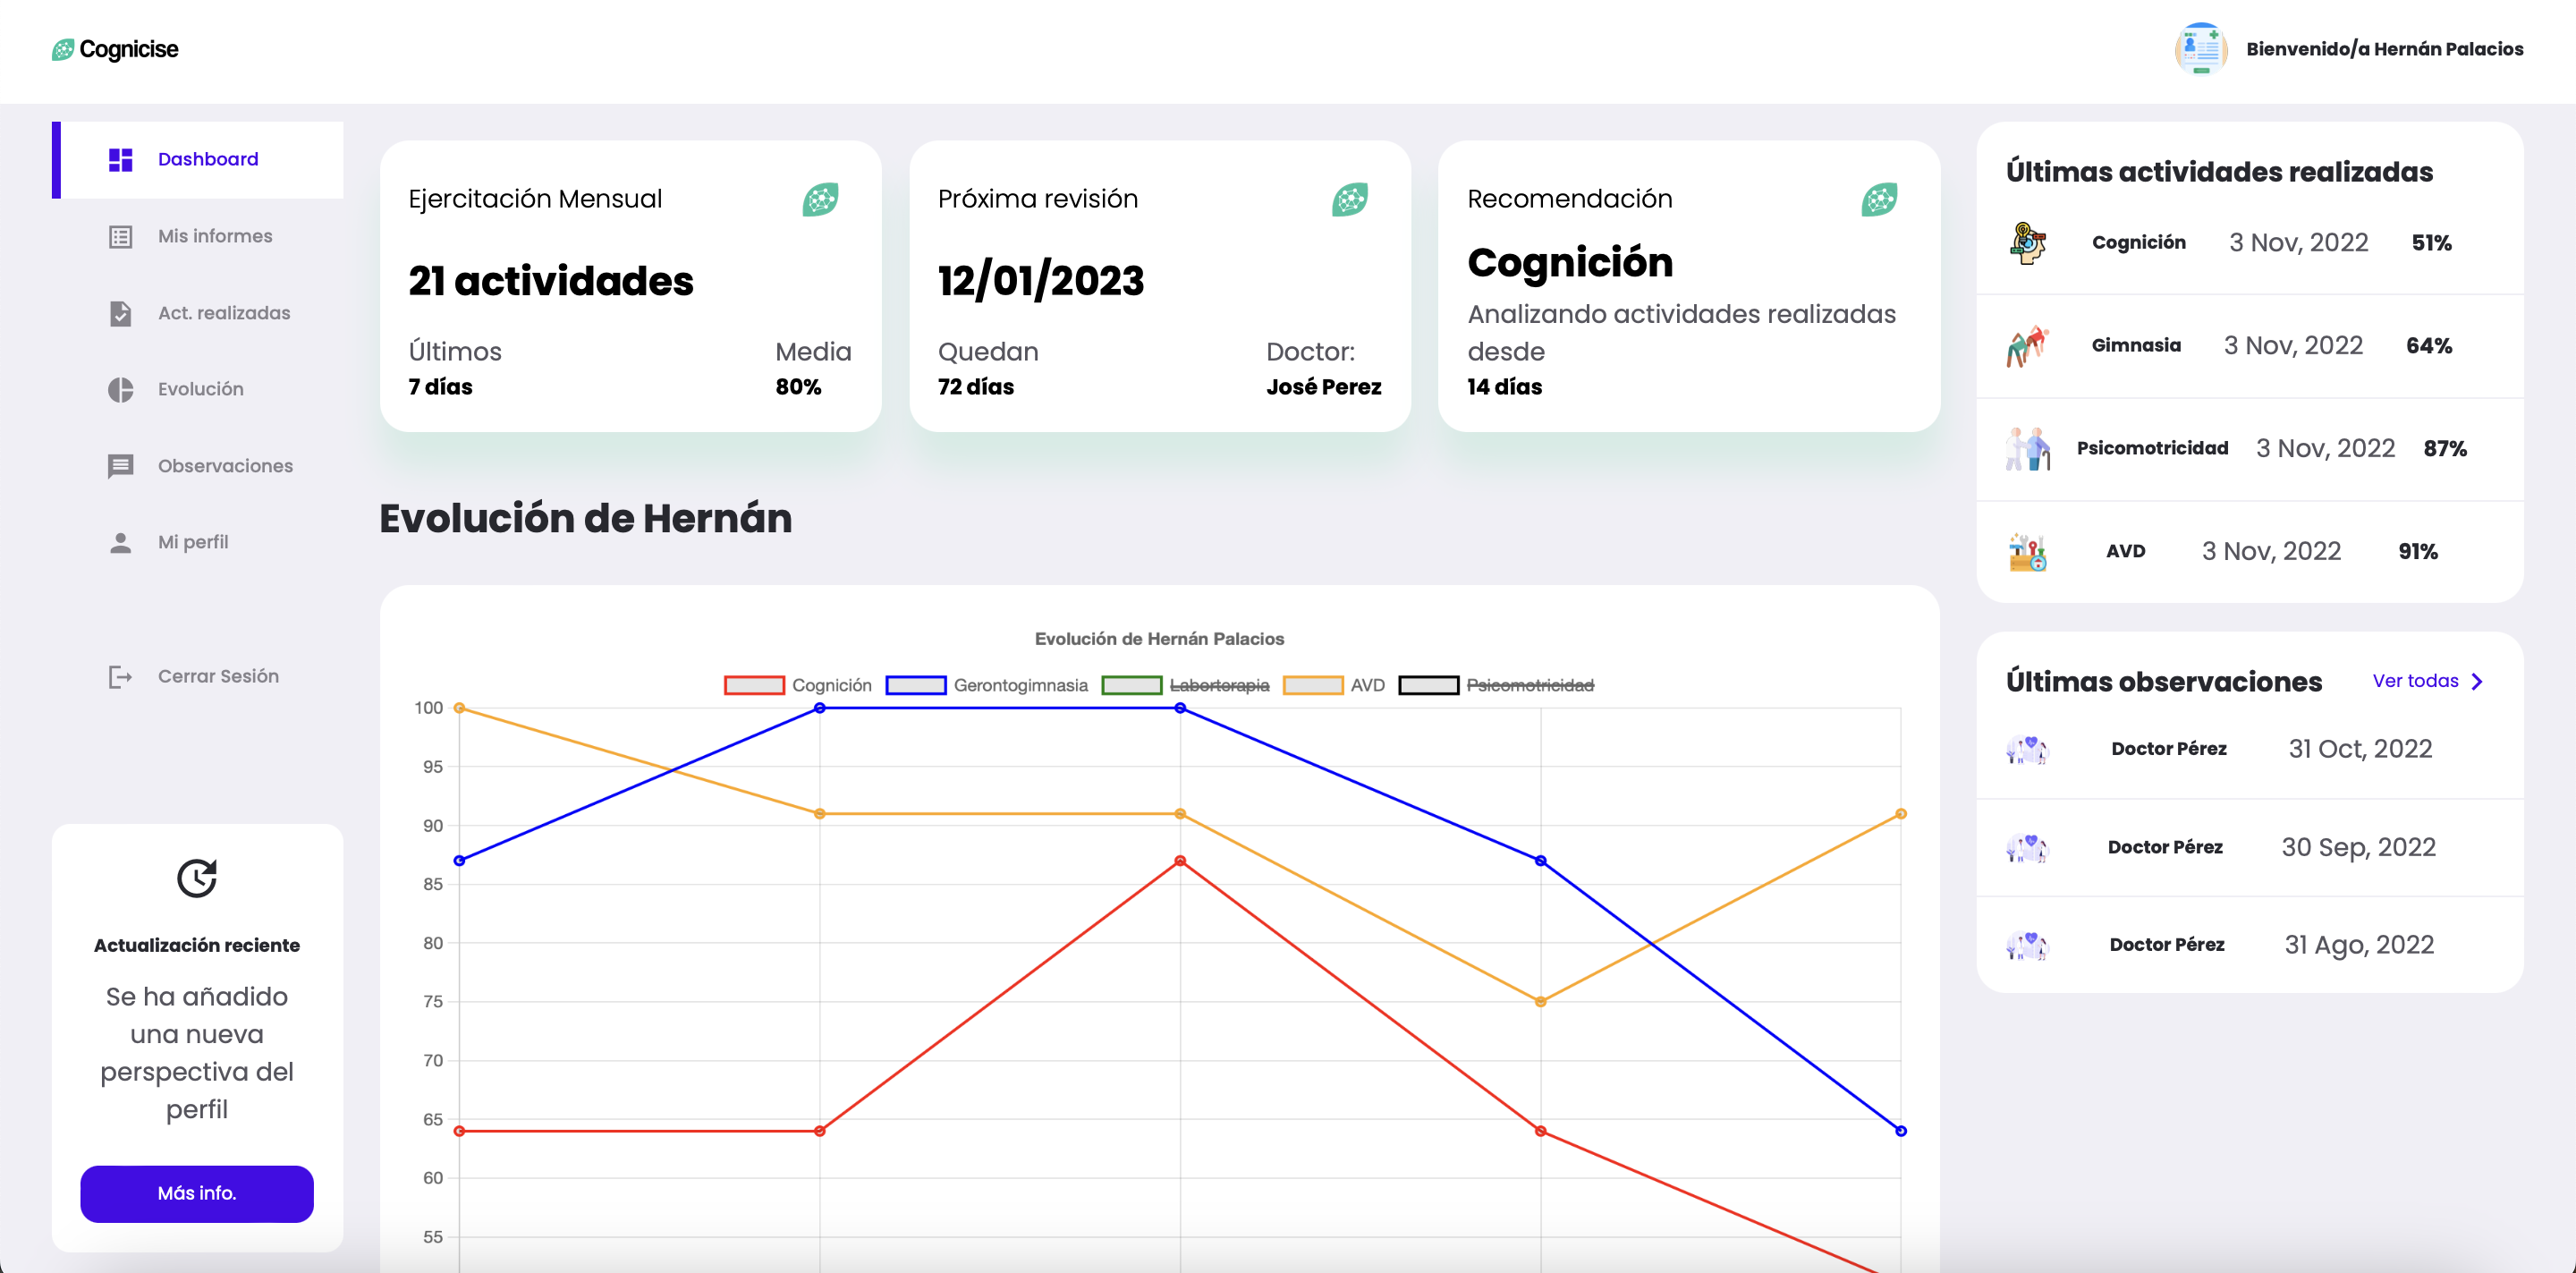 Cognicise
Bienvenido/a Hernán Palacios
Dashboard
Mis informes
Act. realizadas
Evolución
Observaciones
Mi perfil
Cerrar Sesión
Actualización reciente
Se ha añadido
una nueva
perspectiva del
perfil
Más info.
Ejercitación Mensual
21 actividades
Últimos Media
7 días 80%
Próxima revisión
12/01/2023
Quedan Doctor:
72 días José Perez
Recomendación
Cognición
Analizando actividades realizadas
desde
14 días
Evolución de Hernán
Evolución de Hernán Palacios
Cognición Gerontogimnasia Labortorapia AVD Psicomotricidad
100
95
90
85
80
75
70
65
60
55
Últimas actividades realizadas
Cognición 3 Nov, 2022 51%
Gimnasia 3 Nov, 2022 64%
Psicomotricidad 3 Nov, 2022 87%
AVD 3 Nov, 2022 91%
Últimas observaciones Ver todas
Doctor Pérez 31 Oct, 2022
Doctor Pérez 30 Sep, 2022
Doctor Pérez 31 Ago, 2022